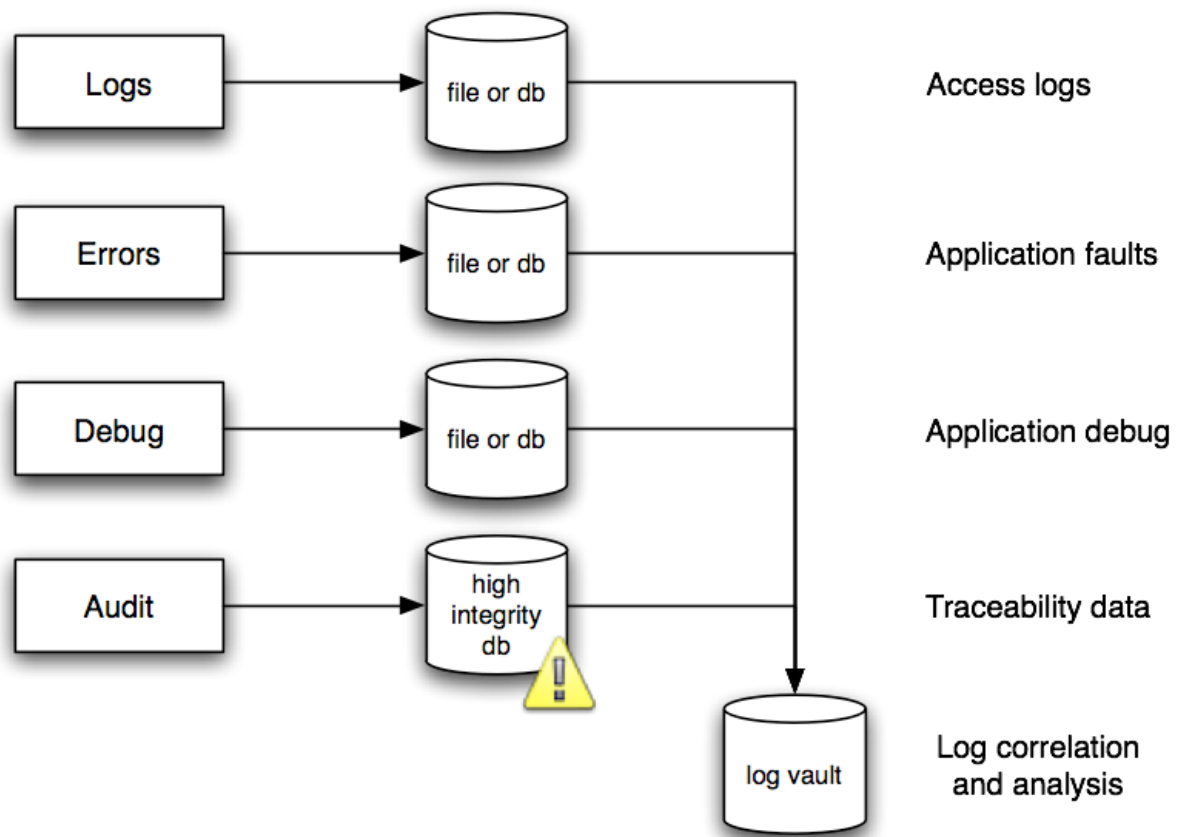 Logs
file or db
Access logs
Errors
file or db
Application faults
Debug
file or db
Application debug
Audit
high
integrity
db
Traceability data
log vault
Log correlation
and analysis